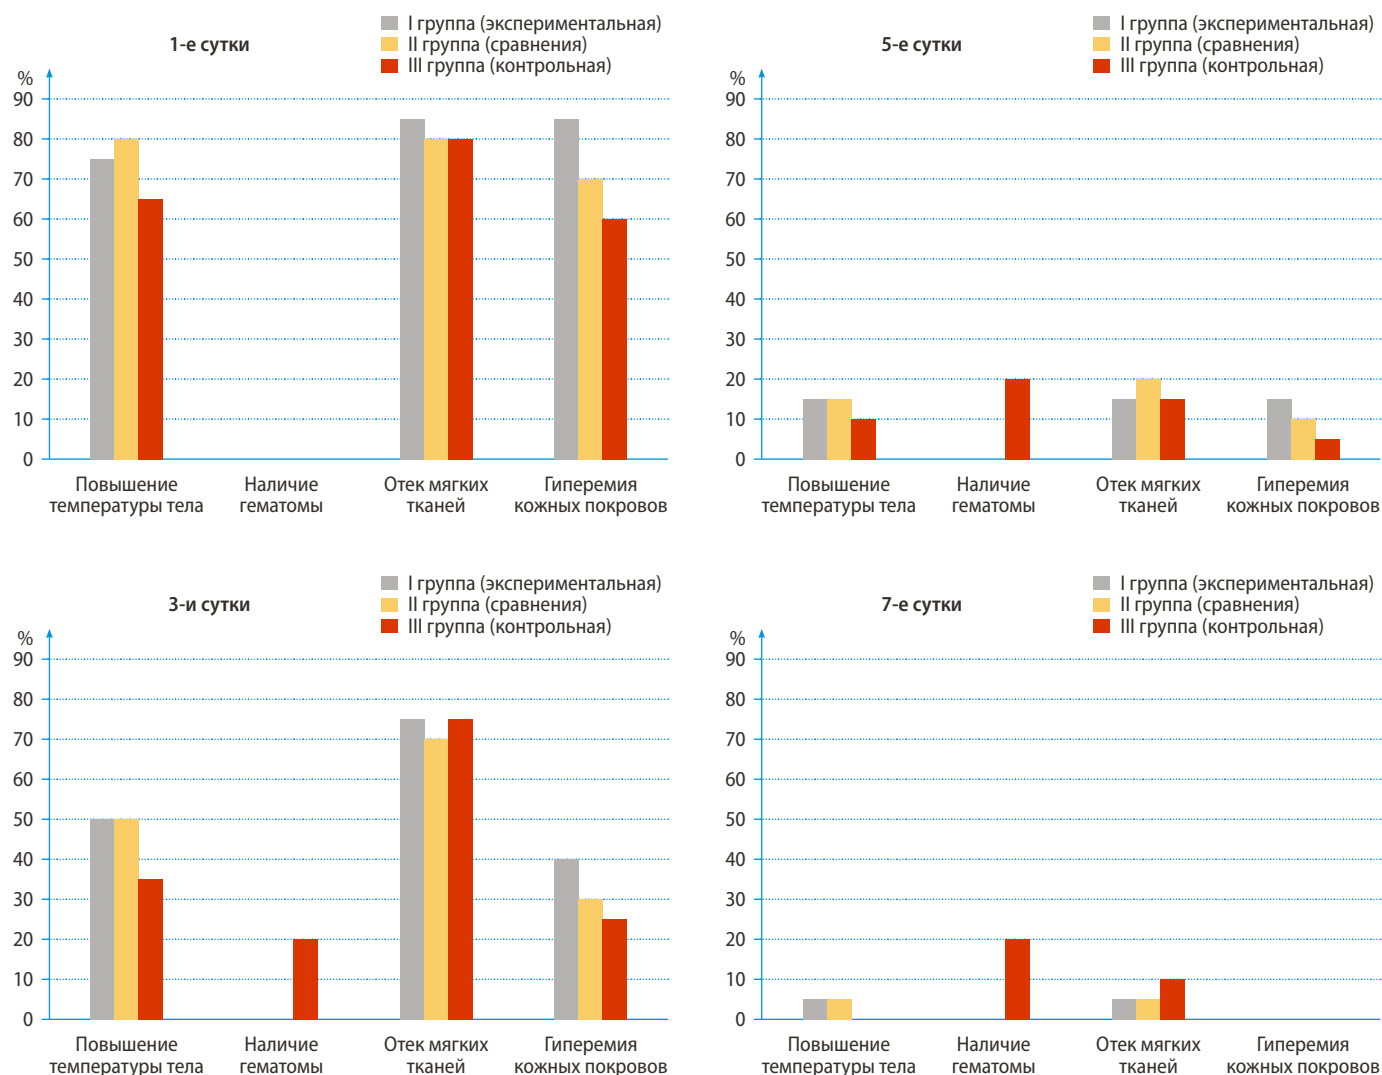 1-е сутки
I группа (экспериментальная)
II группа (сравнения)
III группа (контрольная)
%
90
80
70
60
50
40
30
20
10
0
Повышение
температуры тела
Наличие
гематомы
Отек мягких
тканей
Гиперемия
кожных покровов
5-е сутки
I группа (экспериментальная)
II группа (сравнения)
III группа (контрольная)
%
90
80
70
60
50
40
30
20
10
0
Повышение
температуры тела
Наличие
гематомы
Отек мягких
тканей
Гиперемия
кожных покровов
3-и сутки
I группа (экспериментальная)
II группа (сравнения)
III группа (контрольная)
%
90
80
70
60
50
40
30
20
10
0
Повышение
температуры тела
Наличие
гематомы
Отек мягких
тканей
Гиперемия
кожных покровов
7-е сутки
I группа (экспериментальная)
II группа (сравнения)
III группа (контрольная)
%
90
80
70
60
50
40
30
20
10
0
Повышение
температуры тела
Наличие
гематомы
Отек мягких
тканей
Гиперемия
кожных покровов